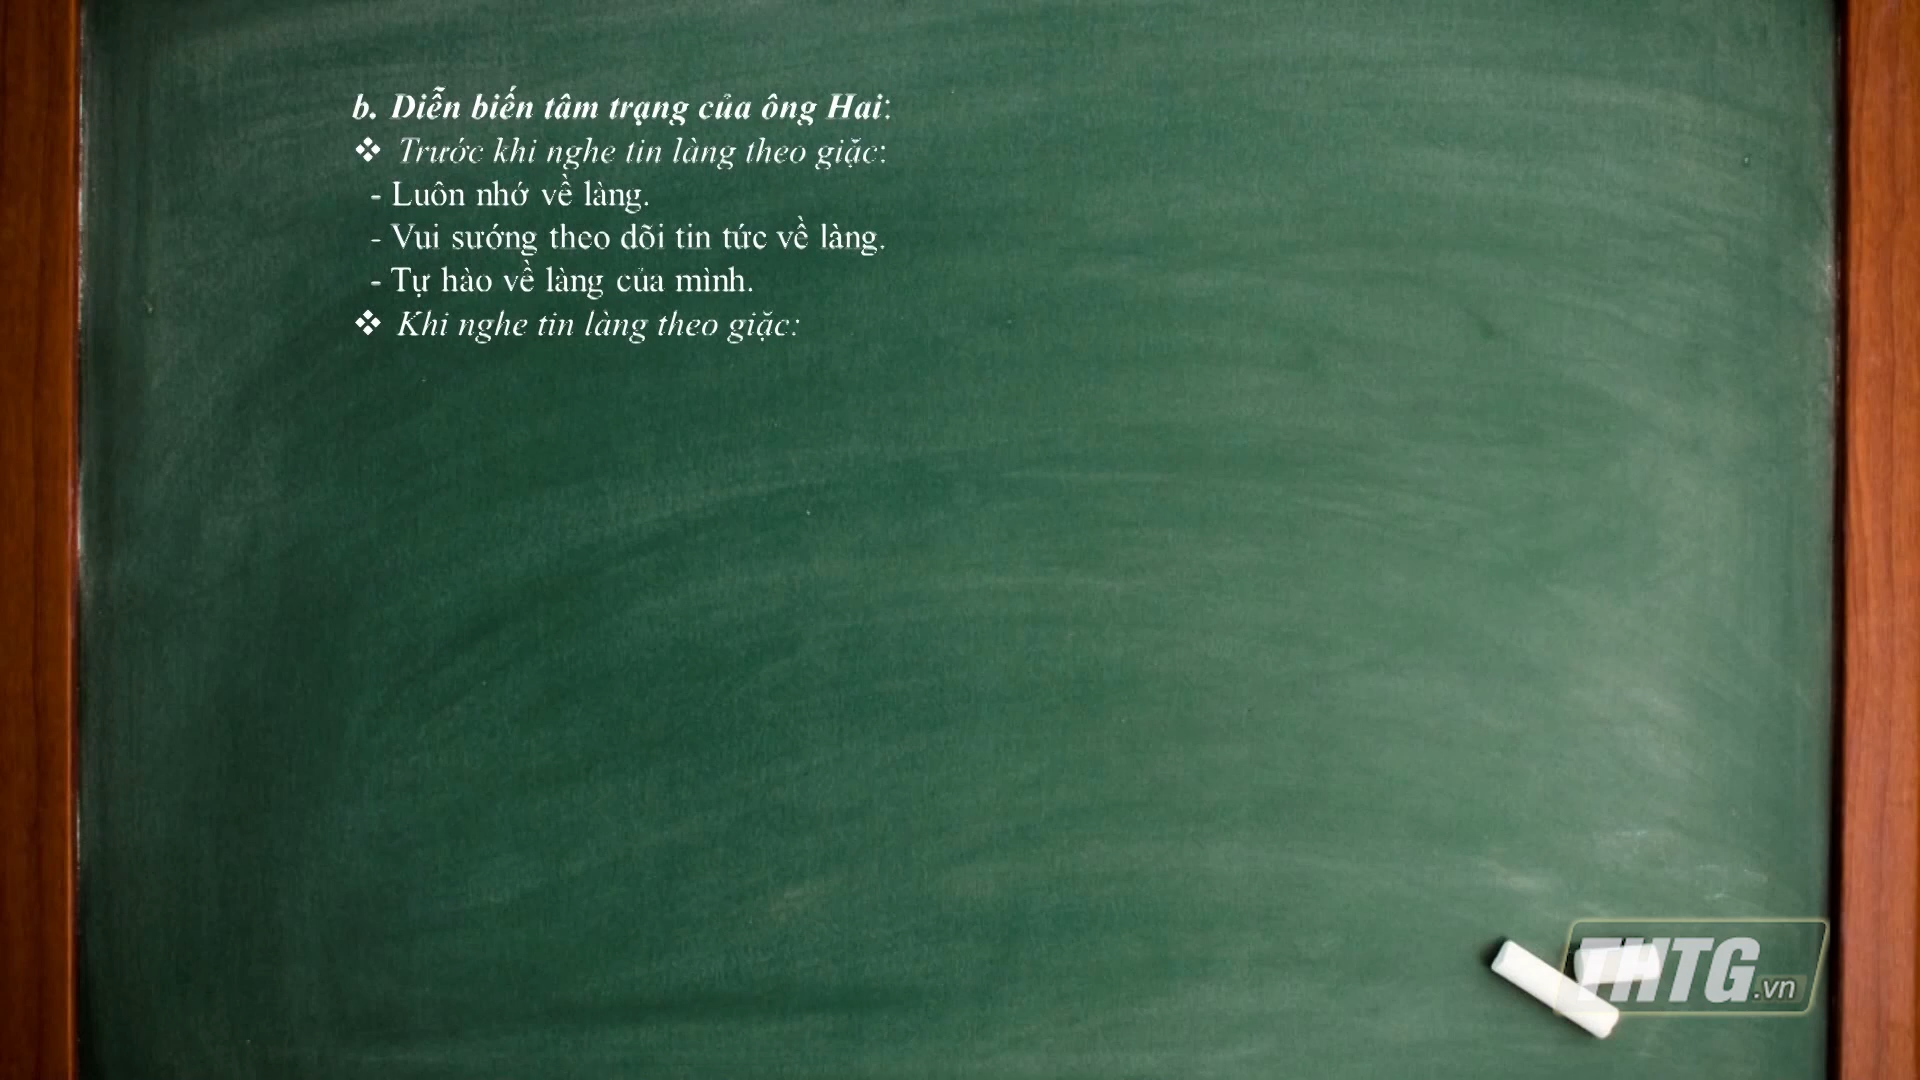 b. Diễn biến tâm trạng của ông Hai:
❖ Trước khi nghe tin làng theo giặc:
- Luôn nhớ về làng.
- Vui sướng theo dõi tin tức về làng.
- Tự hào về làng của mình.
❖ Khi nghe tin làng theo giặc:
THTG.vn